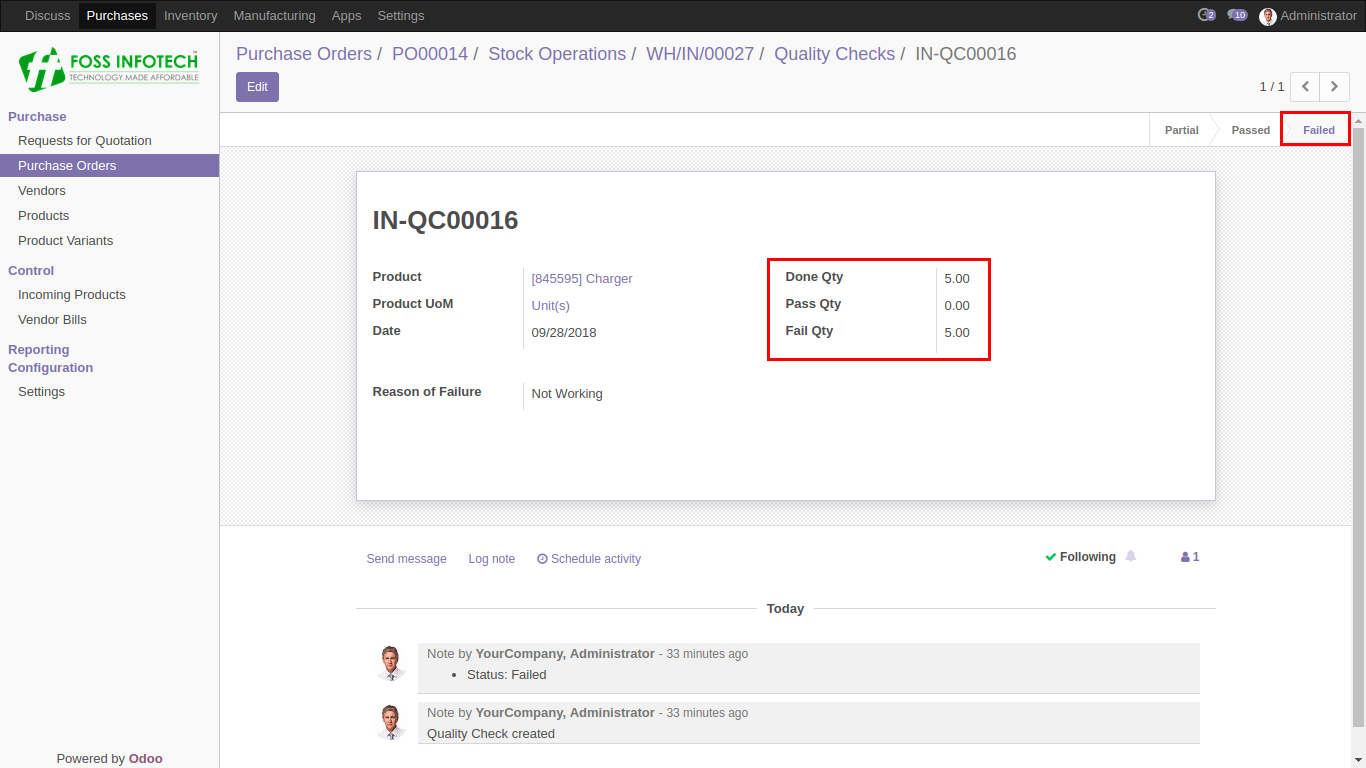 Discuss Purchases Inventory Manufacturing Apps Settings 2 10 Administrator
FOSS INFOTECH
TECHNOLOGY MADE AFFORDABLE
Purchase Orders / PO00014 / Stock Operations / WH/IN/00027 / Quality Checks / IN-QC00016
Edit 1 / 1
Purchase
Requests for Quotation
Purchase Orders
Vendors
Products
Product Variants
Control
Incoming Products
Vendor Bills
Reporting
Configuration
Settings
Powered by Odoo
Partial Passed Failed
IN-QC00016
Product [845595] Charger
Product UoM Unit(s)
Date 09/28/2018
Done Qty 5.00
Pass Qty 0.00
Fail Qty 5.00
Reason of Failure Not Working
Send message Log note Schedule activity Following 1
Today
Note by YourCompany, Administrator - 33 minutes ago
• Status: Failed
Note by YourCompany, Administrator - 33 minutes ago
Quality Check created